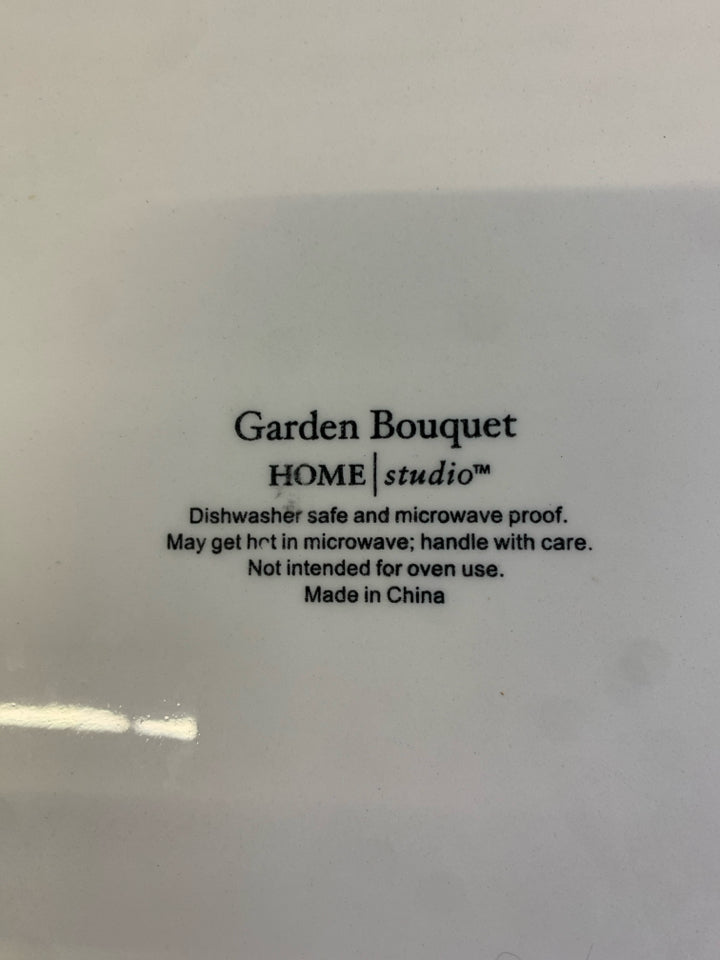 Garden Bouquet
HOME|studio™
Dishwasher safe and microwave proof.
May get hot in microwave; handle with care.
Not intended for oven use.
Made in China